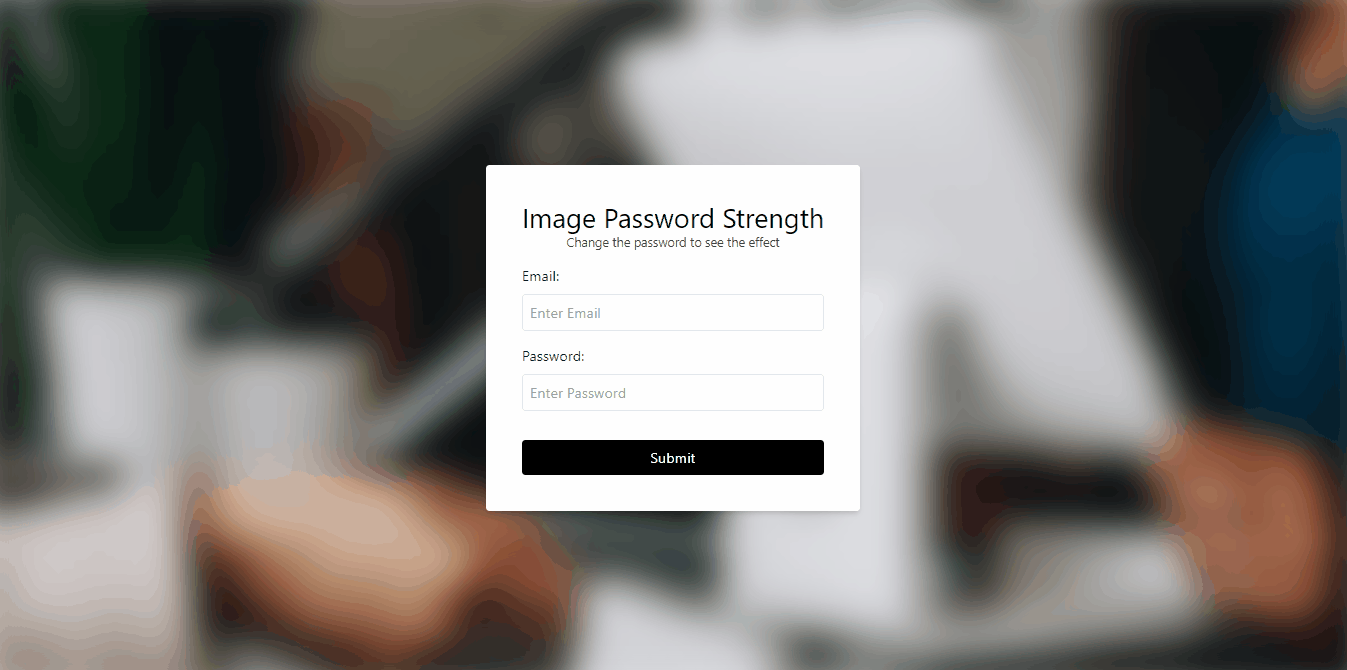 Image Password Strength
Change the password to see the effect
Email:
Enter Email
Password:
Enter Password
Submit